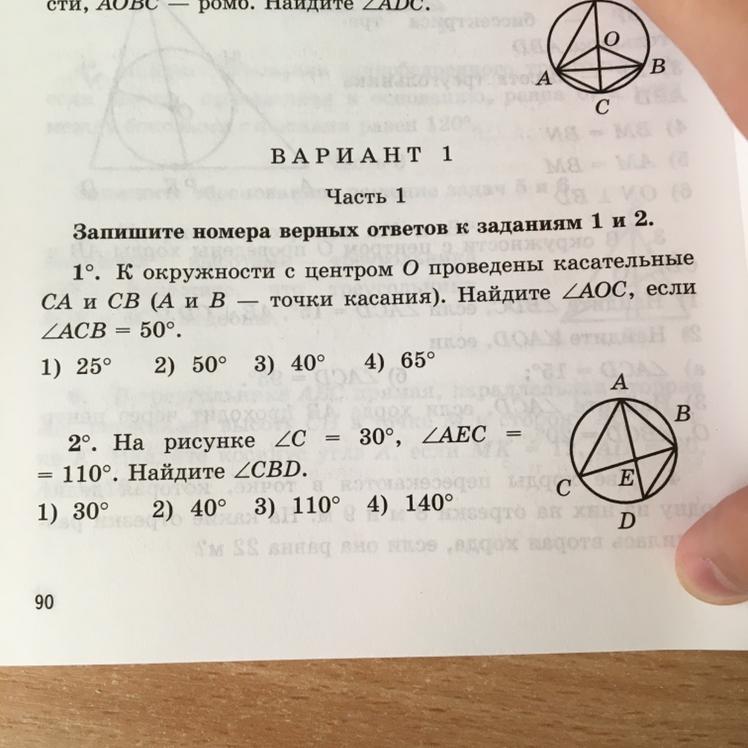 сти, AOBC — ромб. Найдите ∠ADC.
O
A
B
C
ВАРИАНТ 1
Часть 1
Запишите номера верных ответов к заданиям 1 и 2.
1°. К окружности с центром O проведены касательные
CA и CB (A и B — точки касания). Найдите ∠AOC, если
∠ACB = 50°.
1) 25° 2) 50° 3) 40° 4) 65°
A
B
2°. На рисунке ∠C = 30°, ∠AEC =
= 110°. Найдите ∠CBD.
C
E
D
1) 30° 2) 40° 3) 110° 4) 140°
90